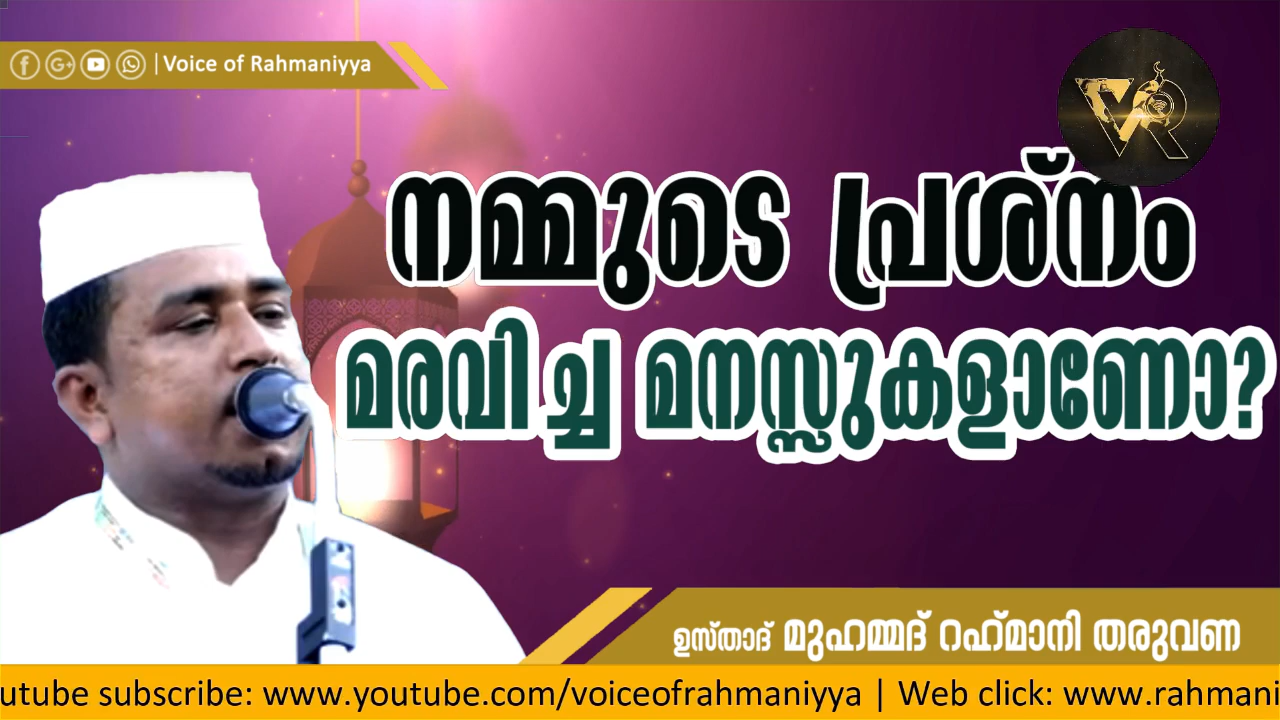 | Voice of Rahmaniyya
VR
നമ്മുടെ പ്രശ്നം
മരവിച്ച മനസ്സുകളാണോ?
ഉസ്താദ് മുഹമ്മദ് റഹ്‌മാനി തരുവണ
utube subscribe: www.youtube.com/voiceofrahmaniyya | Web click: www.rahmani